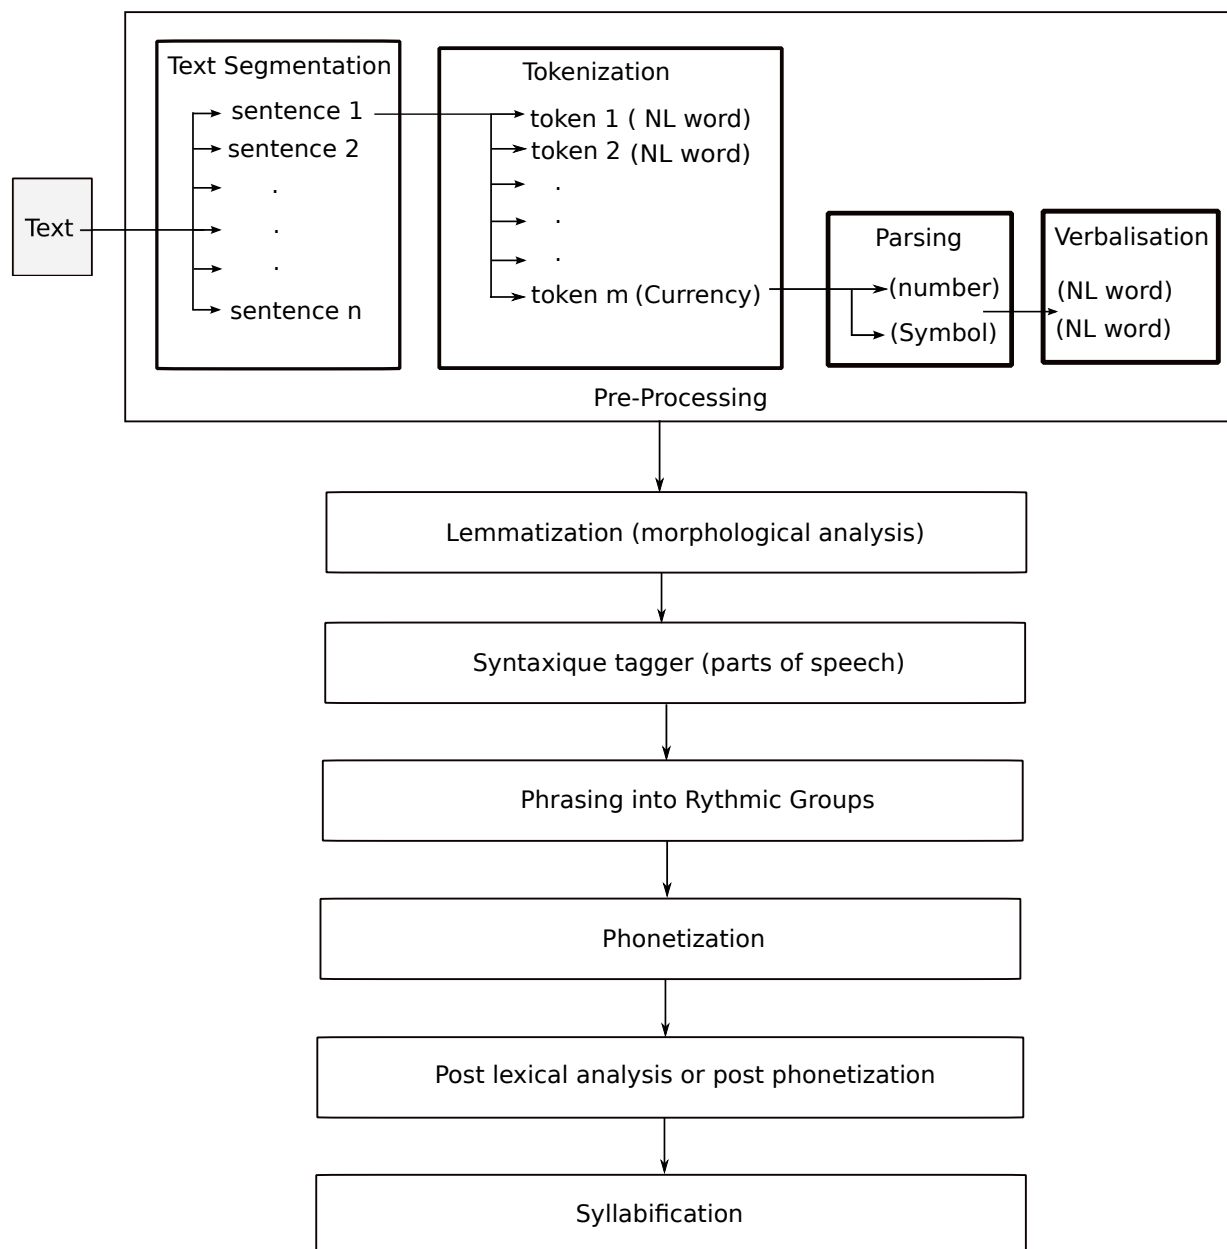 Text
Text Segmentation
sentence 1
sentence 2
.
.
.
sentence n
Tokenization
token 1 ( NL word)
token 2 (NL word)
.
.
.
token m (Currency)
Parsing
(number)
(Symbol)
Verbalisation
(NL word)
(NL word)
Pre-Processing
Lemmatization (morphological analysis)
Syntaxique tagger (parts of speech)
Phrasing into Rythmic Groups
Phonetization
Post lexical analysis or post phonetization
Syllabification